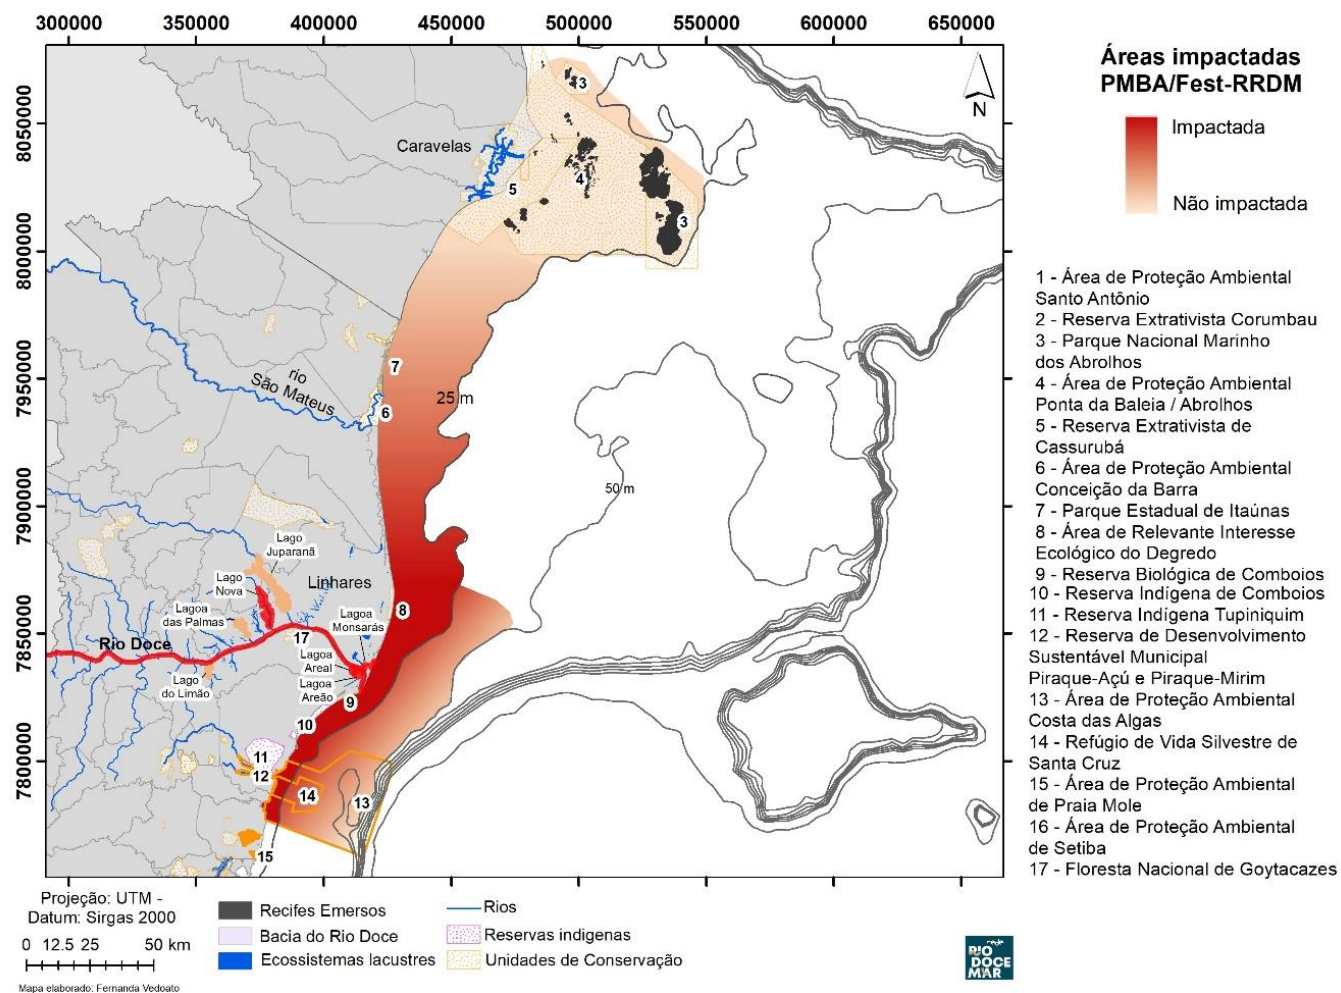 300000 350000 400000 450000 500000 550000 600000 650000
8050000
8000000
7950000
7900000
7850000
7800000
Caravelas
3
4
5
3
7
rio
São Mateus
6
25 m
50 m
Lago
Juparanã
Lago
Nova
Linhares
Lagoa
das Palmas
Lagoa
Monsarás
8
Rio Doce
17
Lagoa
Areal
Lago
do Limão
Lagoa
Areão
9
10
11
12
14
13
15
N
Áreas impactadas
PMBA/Fest-RRDM
Impactada
Não impactada
1 - Área de Proteção Ambiental
Santo Antônio
2 - Reserva Extrativista Corumbau
3 - Parque Nacional Marinho
dos Abrolhos
4 - Área de Proteção Ambiental
Ponta da Baleia / Abrolhos
5 - Reserva Extrativista de
Cassurubá
6 - Área de Proteção Ambiental
Conceição da Barra
7 - Parque Estadual de Itaúnas
8 - Área de Relevante Interesse
Ecológico do Degredo
9 - Reserva Biológica de Comboios
10 - Reserva Indígena de Comboios
11 - Reserva Indígena Tupiniquim
12 - Reserva de Desenvolvimento
Sustentável Municipal
Piraque-Açú e Piraque-Mirim
13 - Área de Proteção Ambiental
Costa das Algas
14 - Refúgio de Vida Silvestre de
Santa Cruz
15 - Área de Proteção Ambiental
de Praia Mole
16 - Área de Proteção Ambiental
de Setiba
17 - Floresta Nacional de Goytacazes
Projeção: UTM -
Datum: Sirgas 2000
0 12.5 25 50 km
Mapa elaborado: Fernanda Vedoato
Recifes Emersos
Bacia do Rio Doce
Ecossistemas lacustres
Rios
Reservas indigenas
Unidades de Conservação
RIO
DOCE
MAR